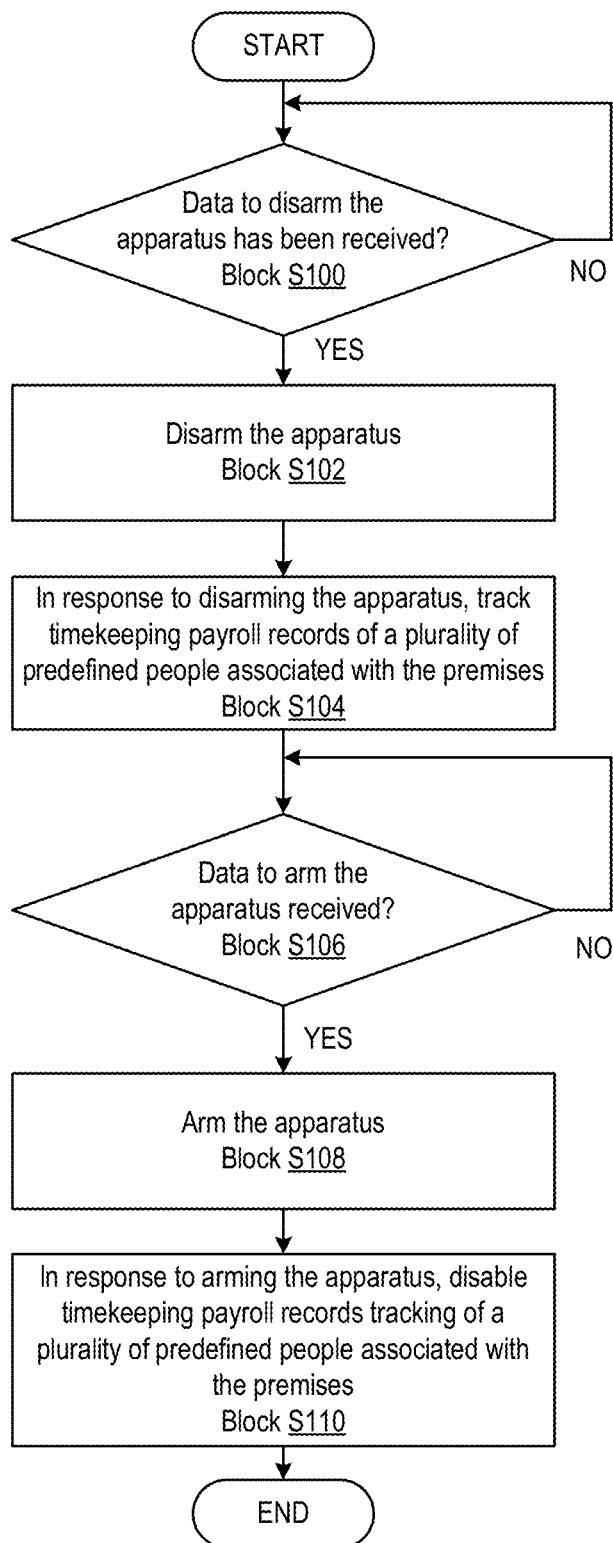 START
Data to disarm the
apparatus has been received?
Block S100
NO
YES
Disarm the apparatus
Block S102
In response to disarming the apparatus, track
timekeeping payroll records of a plurality of
predefined people associated with the premises
Block S104
Data to arm the
apparatus received?
Block S106
NO
YES
Arm the apparatus
Block S108
In response to arming the apparatus, disable
timekeeping payroll records tracking of a
plurality of predefined people associated with
the premises
Block S110
END